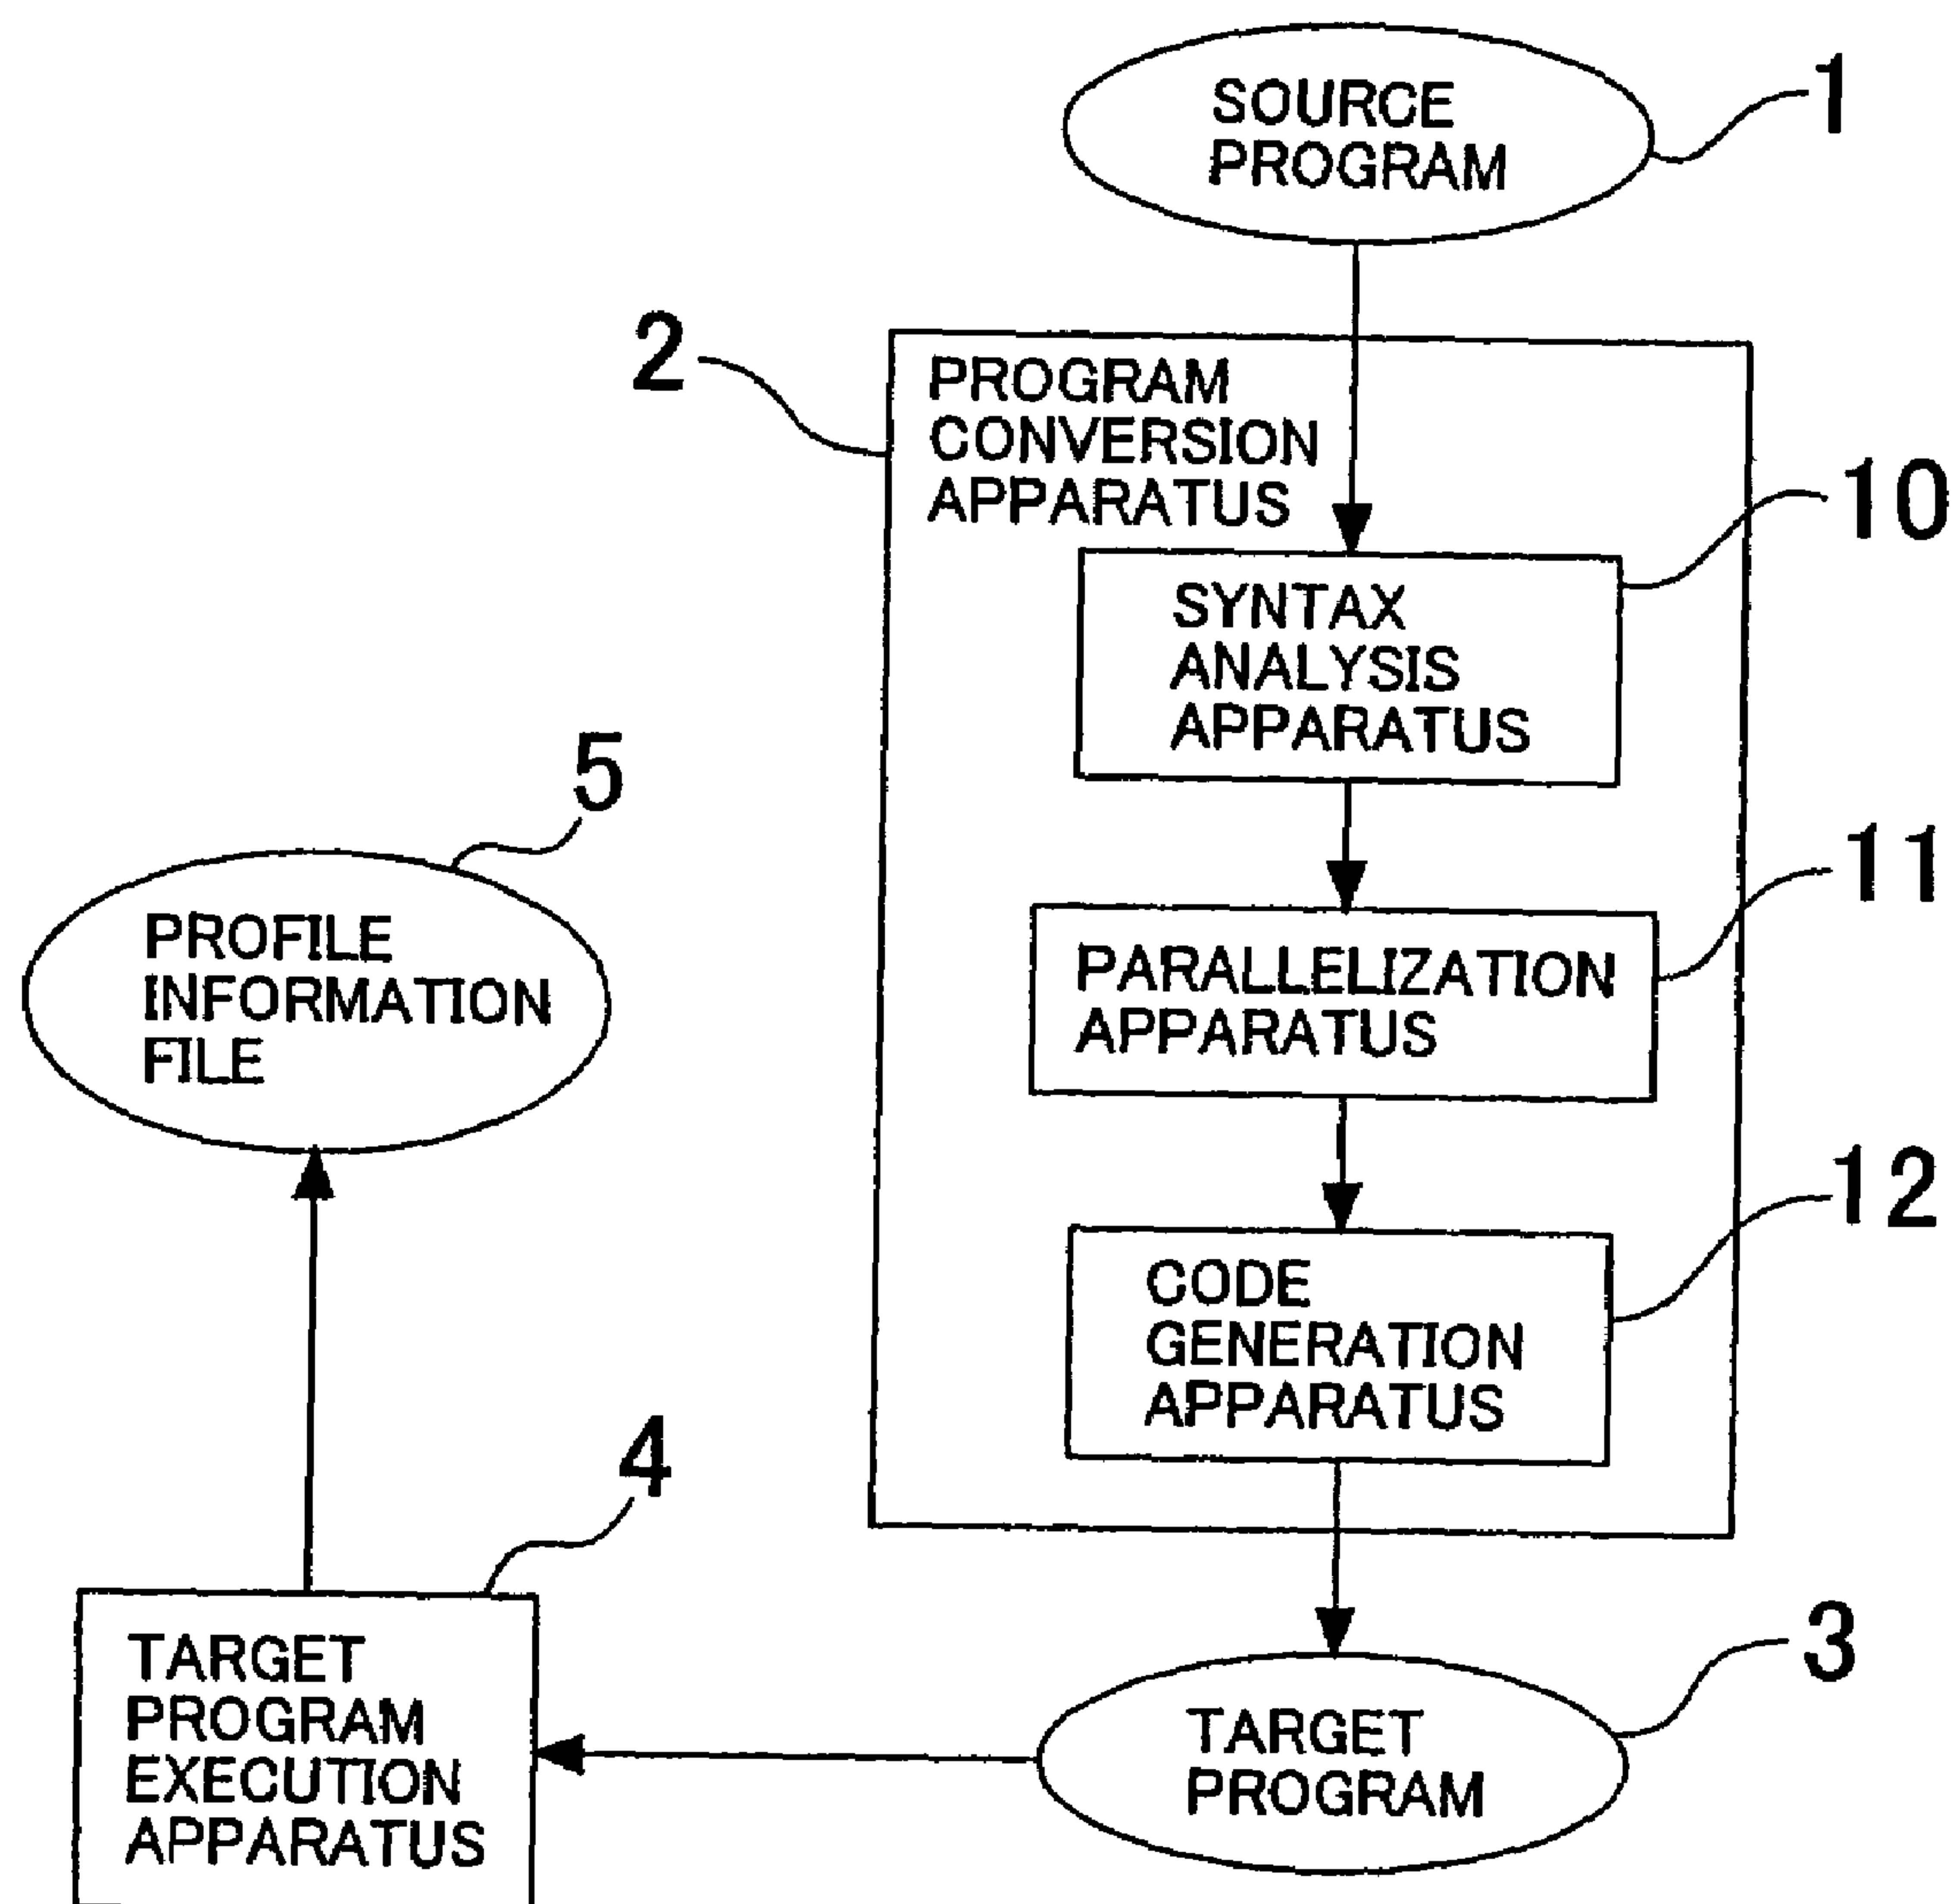 SOURCE
PROGRAM
1
2
PROGRAM
CONVERSION
APPARATUS
10
SYNTAX
ANALYSIS
APPARATUS
5
11
PROFILE
INFORMATION
FILE
PARALLELIZATION
APPARATUS
12
CODE
GENERATION
APPARATUS
4
3
TARGET
PROGRAM
EXECUTION
APPARATUS
TARGET
PROGRAM